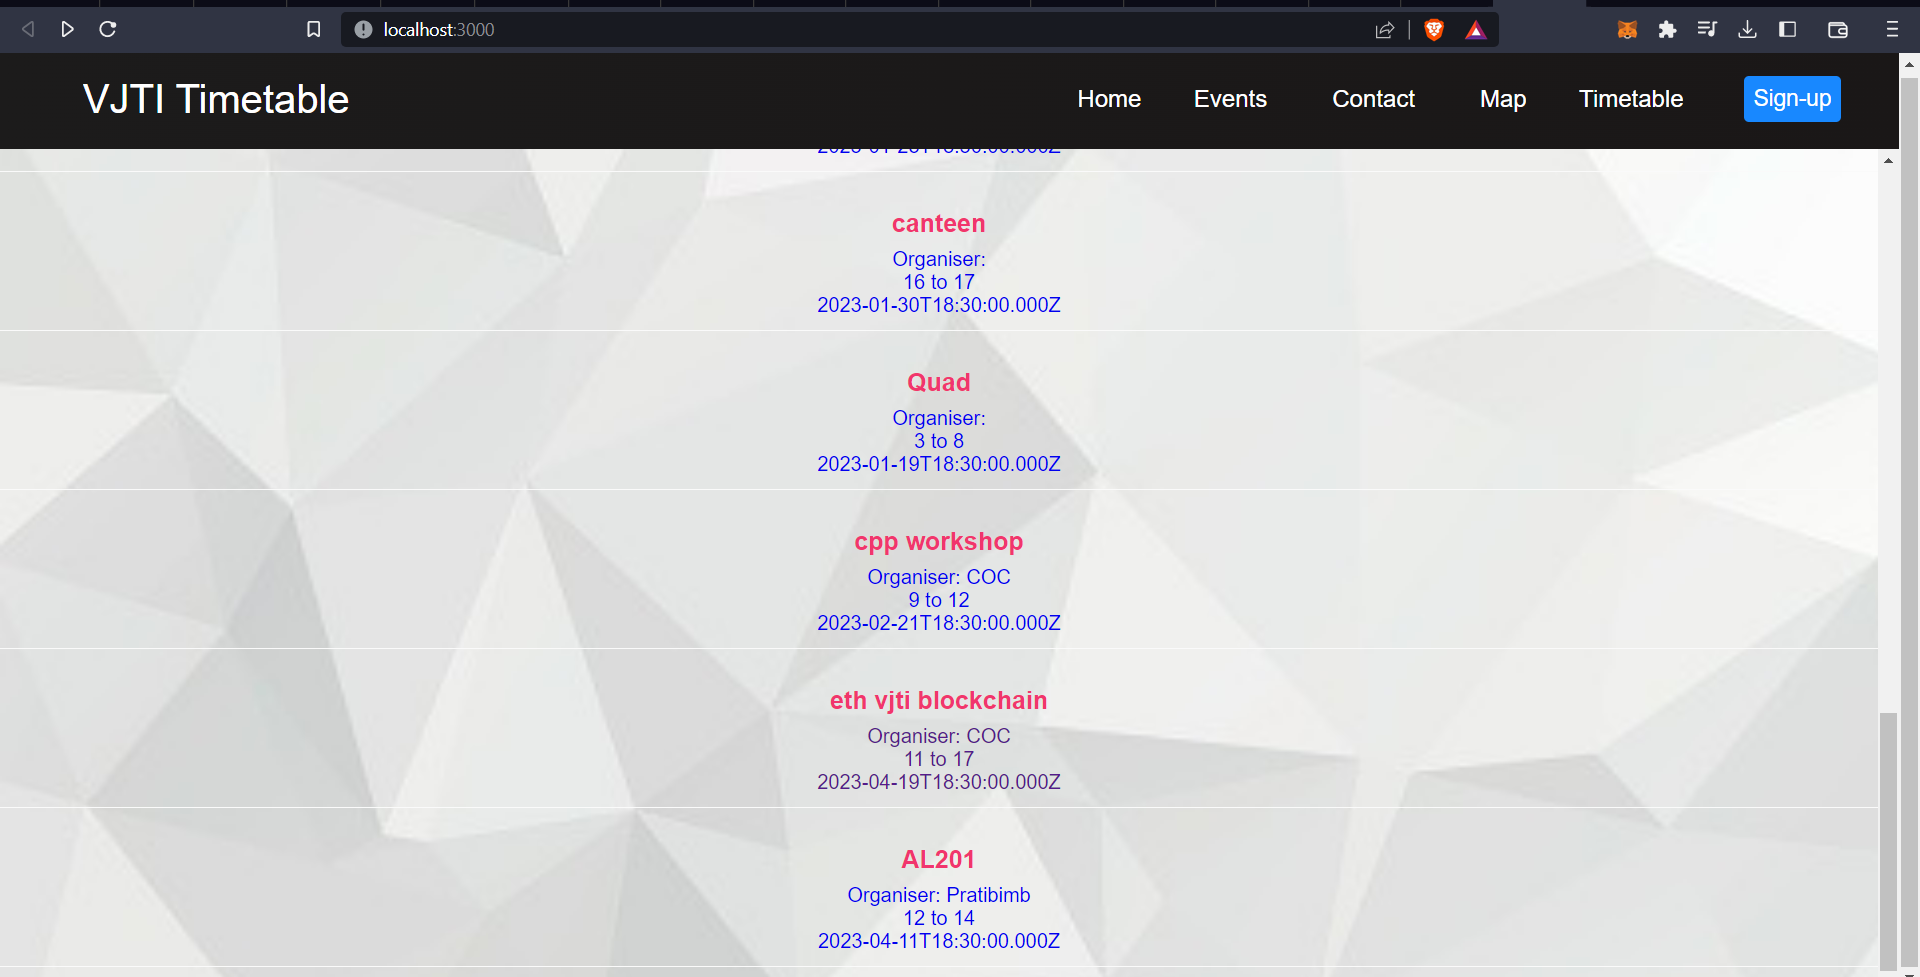 localhost:3000
VJTI Timetable
Home
Events
Contact
Map
Timetable
Sign-up
canteen
Organiser:
16 to 17
2023-01-30T18:30:00.000Z
Quad
Organiser:
3 to 8
2023-01-19T18:30:00.000Z
cpp workshop
Organiser: COC
9 to 12
2023-02-21T18:30:00.000Z
eth vjti blockchain
Organiser: COC
11 to 17
2023-04-19T18:30:00.000Z
AL201
Organiser: Pratibimb
12 to 14
2023-04-11T18:30:00.000Z